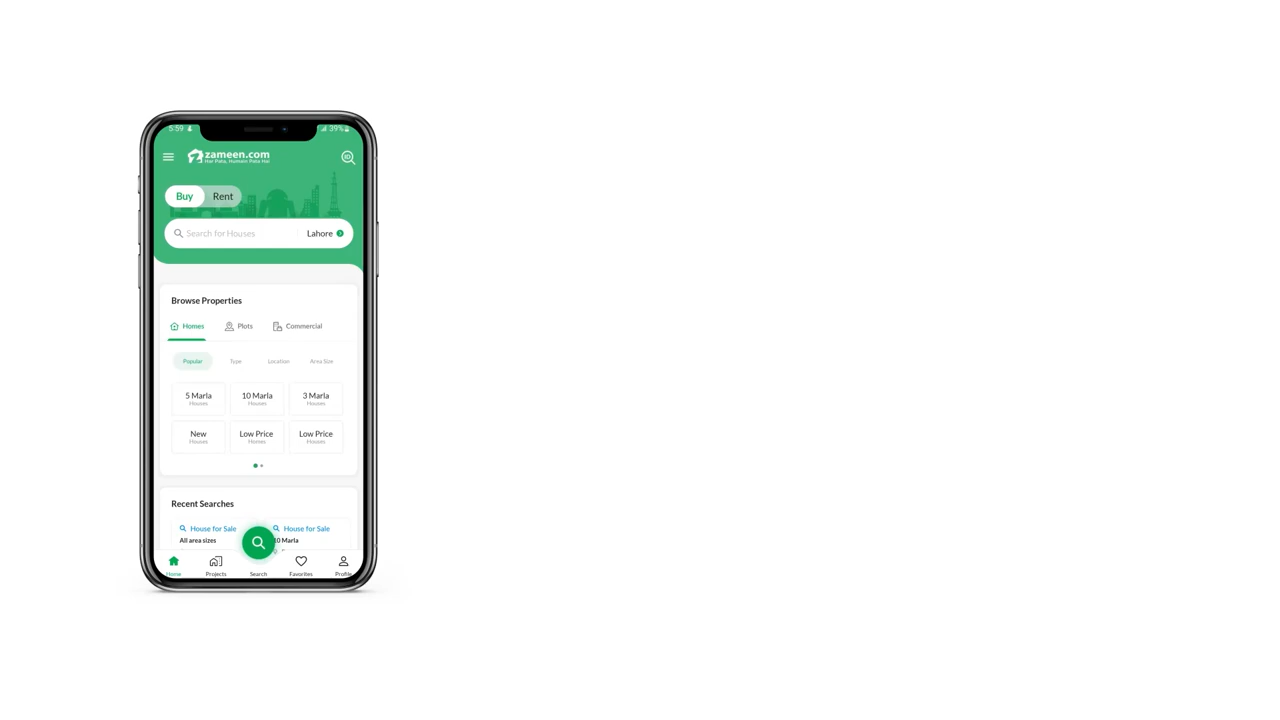 5:59 39%
zameen.com
Har Pata, Humein Pata Hai
ID
Buy Rent
Search for Houses Lahore
Browse Properties
Homes Plots Commercial
Popular Type Location Area Size
5 Marla 10 Marla 3 Marla
Houses Houses Houses
New Low Price Low Price
Houses Homes Houses
Recent Searches
House for Sale House for Sale
All area sizes 10 Marla
Home Projects Search Favorites Profile